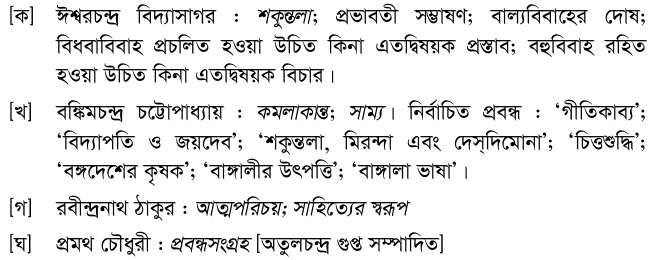 [ক] ঈশ্বরচন্দ্র বিদ্যাসাগর : শকুন্তলা; প্রভাবতী সম্ভাষণ; বাল্যবিবাহের দোষ;
বিধবাবিবাহ প্রচলিত হওয়া উচিত কিনা এতদ্বিষয়ক প্রস্তাব; বহুবিবাহ রহিত
হওয়া উচিত কিনা এতদ্বিষয়ক বিচার।
[খ] বঙ্কিমচন্দ্র চট্টোপাধ্যায় : কমলাকান্ত; সাম্য। নির্বাচিত প্রবন্ধ : ‘গীতিকাব্য’;
‘বিদ্যাপতি ও জয়দেব’; ‘শকুন্তলা, মিরন্দা এবং দেস্‌দিমোনা’; ‘চিত্তশুদ্ধি’;
‘বঙ্গদেশের কৃষক’; ‘বাঙ্গালীর উৎপত্তি’; ‘বাঙ্গালা ভাষা’।
[গ] রবীন্দ্রনাথ ঠাকুর : আত্মপরিচয়; সাহিত্যের স্বরূপ
[ঘ] প্রমথ চৌধুরী : প্রবন্ধসংগ্রহ [অতুলচন্দ্র গুপ্ত সম্পাদিত]